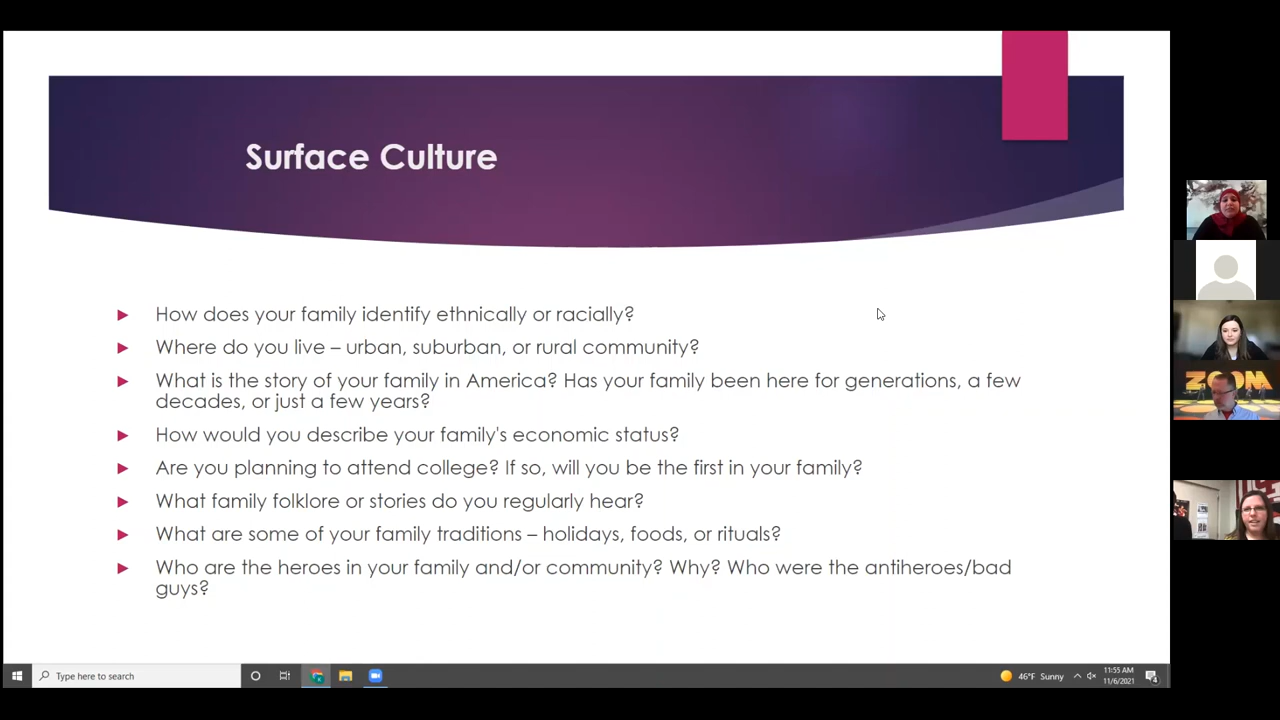 Surface Culture
How does your family identify ethnically or racially?
Where do you live – urban, suburban, or rural community?
What is the story of your family in America? Has your family been here for generations, a few
decades, or just a few years?
How would you describe your family's economic status?
Are you planning to attend college? If so, will you be the first in your family?
What family folklore or stories do you regularly hear?
What are some of your family traditions – holidays, foods, or rituals?
Who are the heroes in your family and/or community? Why? Who were the antiheroes/bad
guys?
ZOOM
Type here to search
46°F Sunny
11:55 AM
11/6/2021